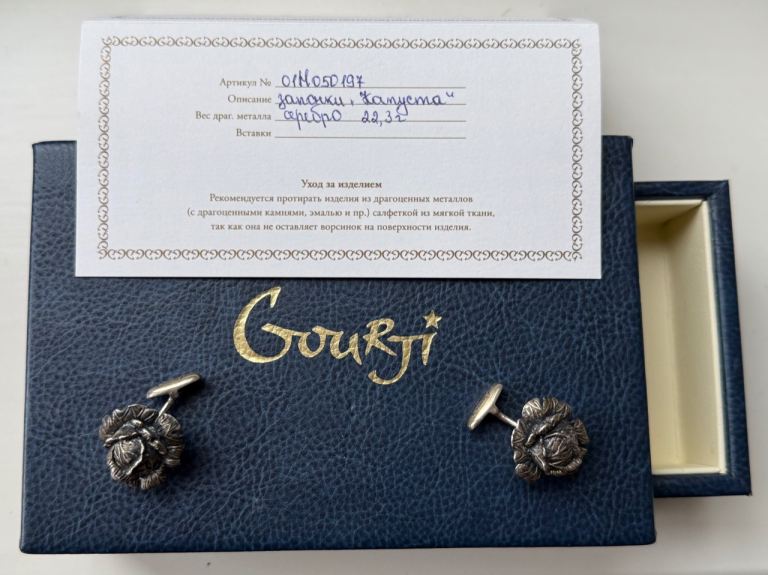 Артикул № 01М050197
Описание запонки "Капуста"
Вес драг. металла серебро 22,3 г
Вставки
Уход за изделием
Рекомендуется протирать изделия из драгоценных металлов
(с драгоценными камнями, эмалью и пр.) салфеткой из мягкой ткани,
так как она не оставляет ворсинок на поверхности изделия.
GOURJI